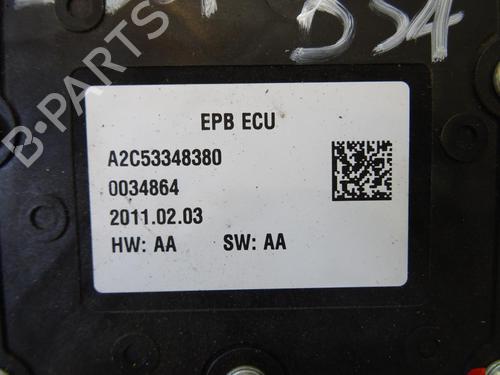 B-PARTS
EPB ECU
A2C53348380
0034864
2011.02.03
HW: AA SW: AA